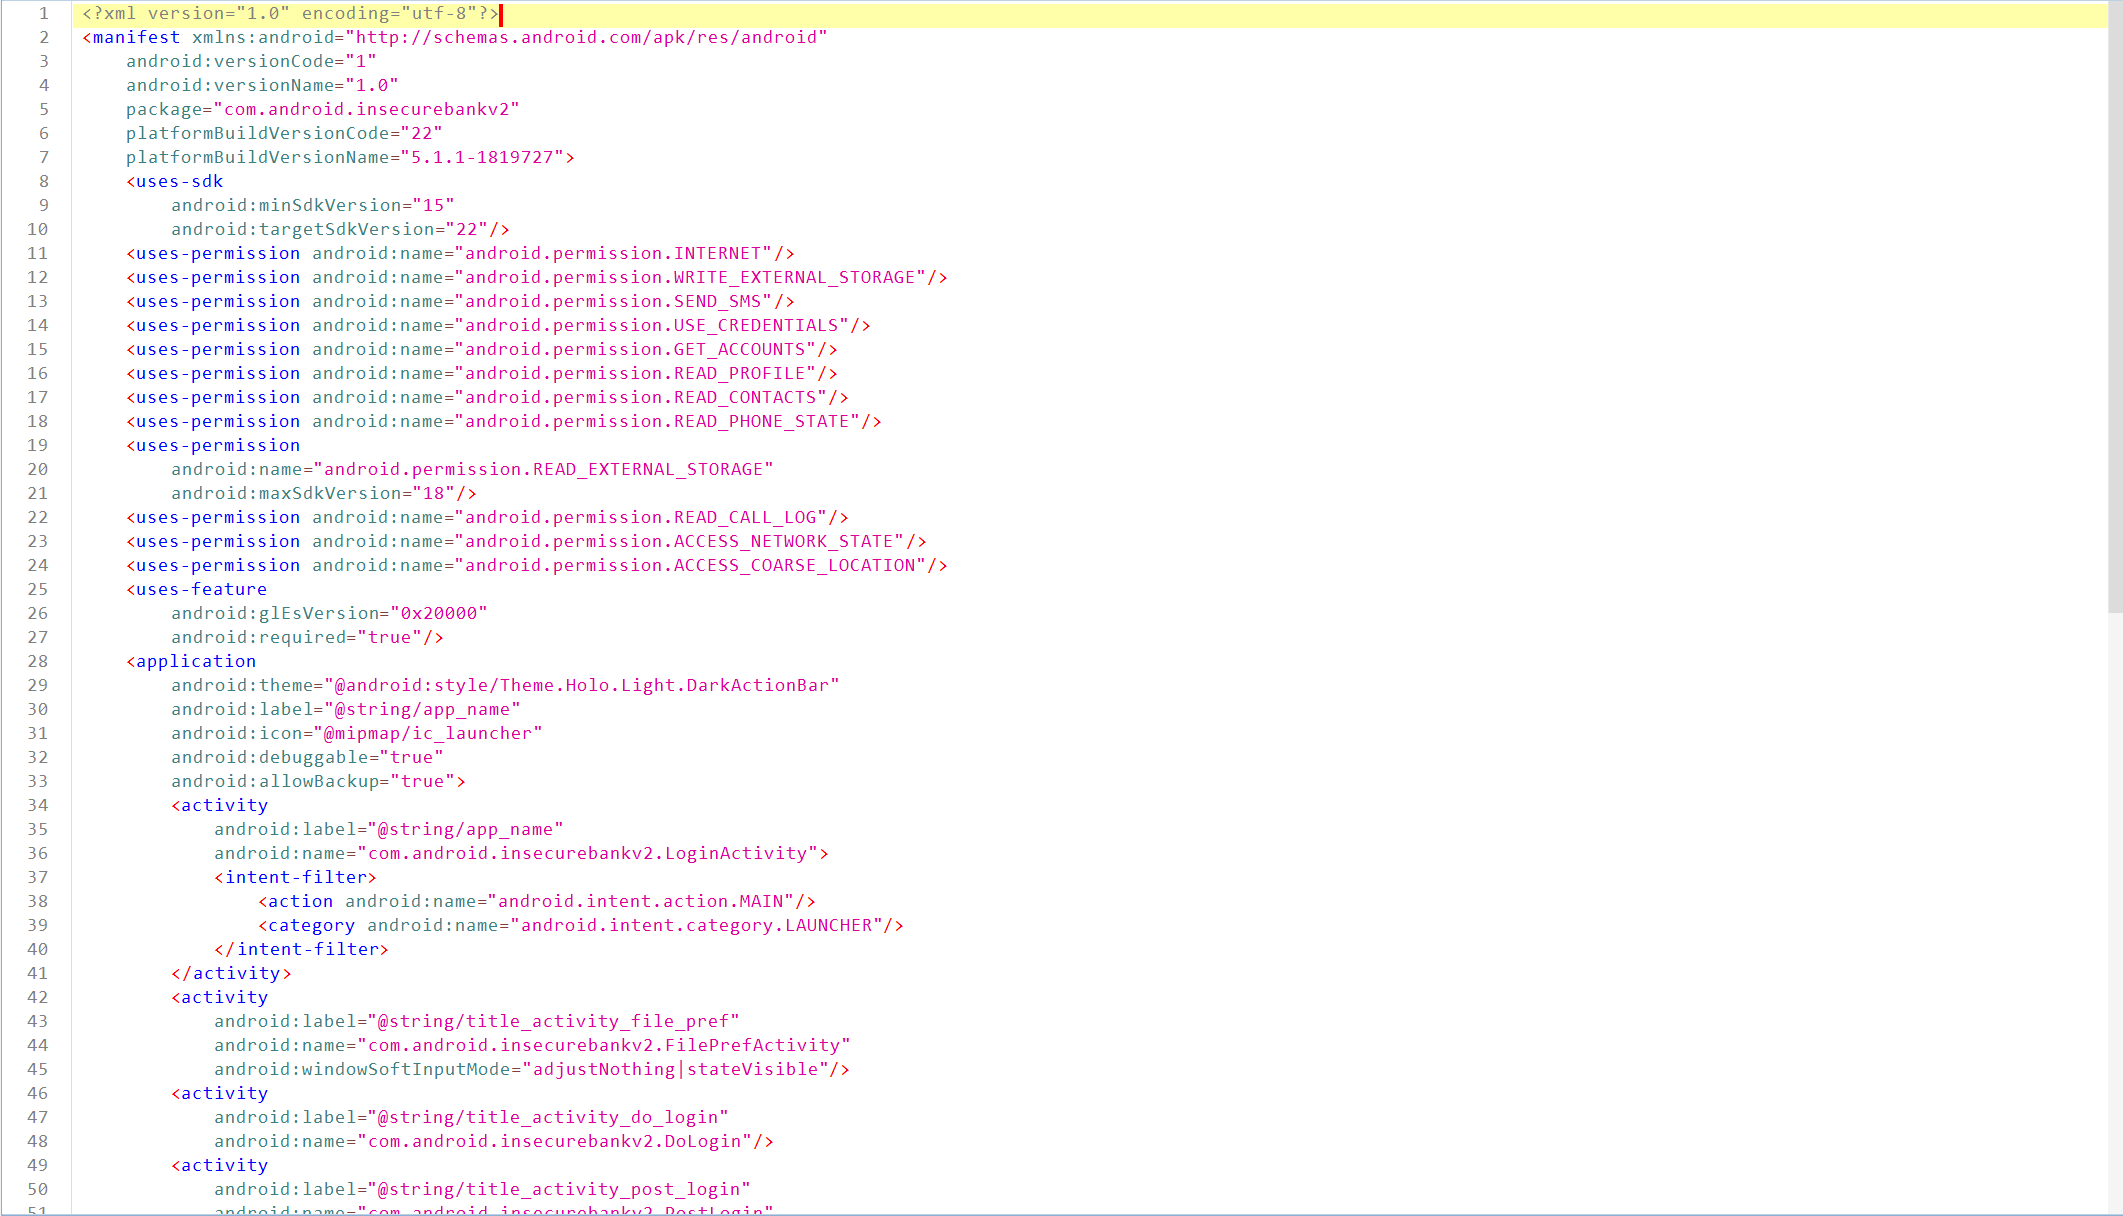 1 <?xml version="1.0" encoding="utf-8"?>
2 <manifest xmlns:android="http://schemas.android.com/apk/res/android"
3     android:versionCode="1"
4     android:versionName="1.0"
5     package="com.android.insecurebankv2"
6     platformBuildVersionCode="22"
7     platformBuildVersionName="5.1.1-1819727">
8     <uses-sdk
9         android:minSdkVersion="15"
10         android:targetSdkVersion="22"/>
11     <uses-permission android:name="android.permission.INTERNET"/>
12     <uses-permission android:name="android.permission.WRITE_EXTERNAL_STORAGE"/>
13     <uses-permission android:name="android.permission.SEND_SMS"/>
14     <uses-permission android:name="android.permission.USE_CREDENTIALS"/>
15     <uses-permission android:name="android.permission.GET_ACCOUNTS"/>
16     <uses-permission android:name="android.permission.READ_PROFILE"/>
17     <uses-permission android:name="android.permission.READ_CONTACTS"/>
18     <uses-permission android:name="android.permission.READ_PHONE_STATE"/>
19     <uses-permission
20         android:name="android.permission.READ_EXTERNAL_STORAGE"
21         android:maxSdkVersion="18"/>
22     <uses-permission android:name="android.permission.READ_CALL_LOG"/>
23     <uses-permission android:name="android.permission.ACCESS_NETWORK_STATE"/>
24     <uses-permission android:name="android.permission.ACCESS_COARSE_LOCATION"/>
25     <uses-feature
26         android:glEsVersion="0x20000"
27         android:required="true"/>
28     <application
29         android:theme="@android:style/Theme.Holo.Light.DarkActionBar"
30         android:label="@string/app_name"
31         android:icon="@mipmap/ic_launcher"
32         android:debuggable="true"
33         android:allowBackup="true">
34         <activity
35             android:label="@string/app_name"
36             android:name="com.android.insecurebankv2.LoginActivity">
37             <intent-filter>
38                 <action android:name="android.intent.action.MAIN"/>
39                 <category android:name="android.intent.category.LAUNCHER"/>
40             </intent-filter>
41         </activity>
42         <activity
43             android:label="@string/title_activity_file_pref"
44             android:name="com.android.insecurebankv2.FilePrefActivity"
45             android:windowSoftInputMode="adjustNothing|stateVisible"/>
46         <activity
47             android:label="@string/title_activity_do_login"
48             android:name="com.android.insecurebankv2.DoLogin"/>
49         <activity
50             android:label="@string/title_activity_post_login"
51             android:name="com.android.insecurebankv2.PostLogin"